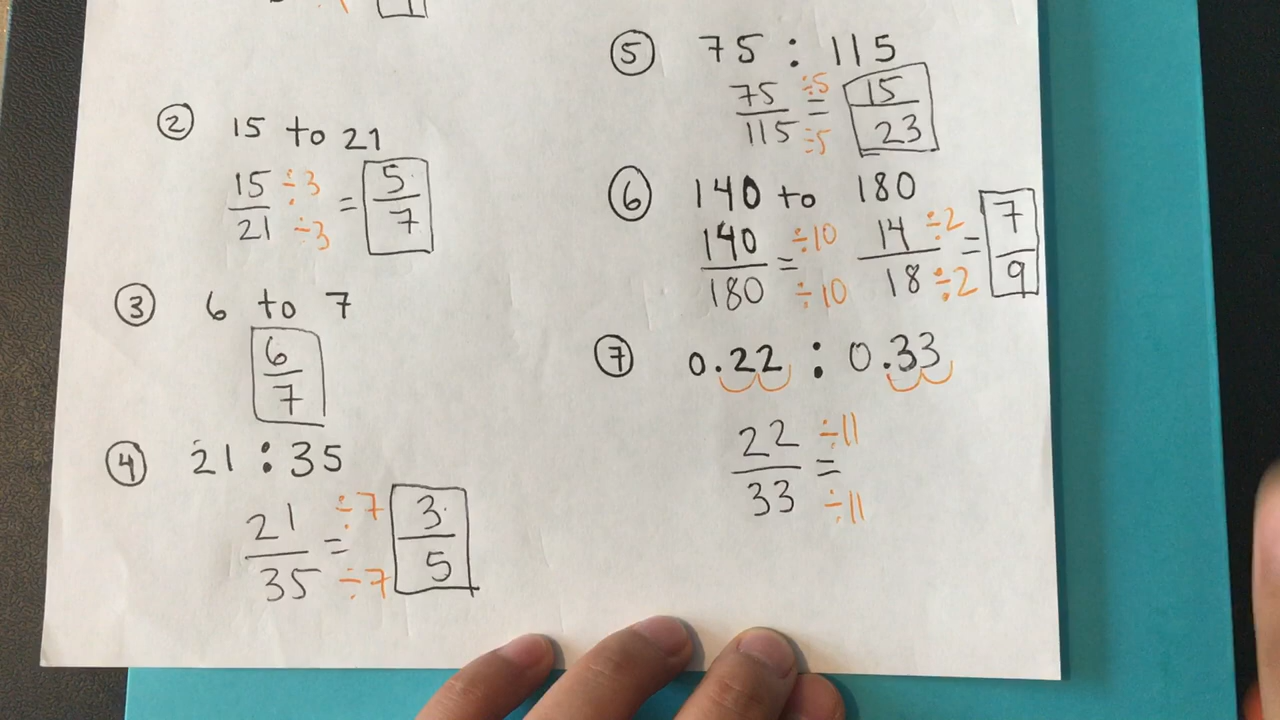 ② 15 to 21
15 ÷3
— = 5/7
21 ÷3
③ 6 to 7
6/7
④ 21 : 35
21 ÷7
— = 3/5
35 ÷7
⑤ 75 : 115
75 ÷5
— = 15/23
115 ÷5
⑥ 140 to 180
140 ÷10 14 ÷2
— = — = 7/9
180 ÷10 18 ÷2
⑦ 0.22 : 0.33
22 ÷11
— =
33 ÷11